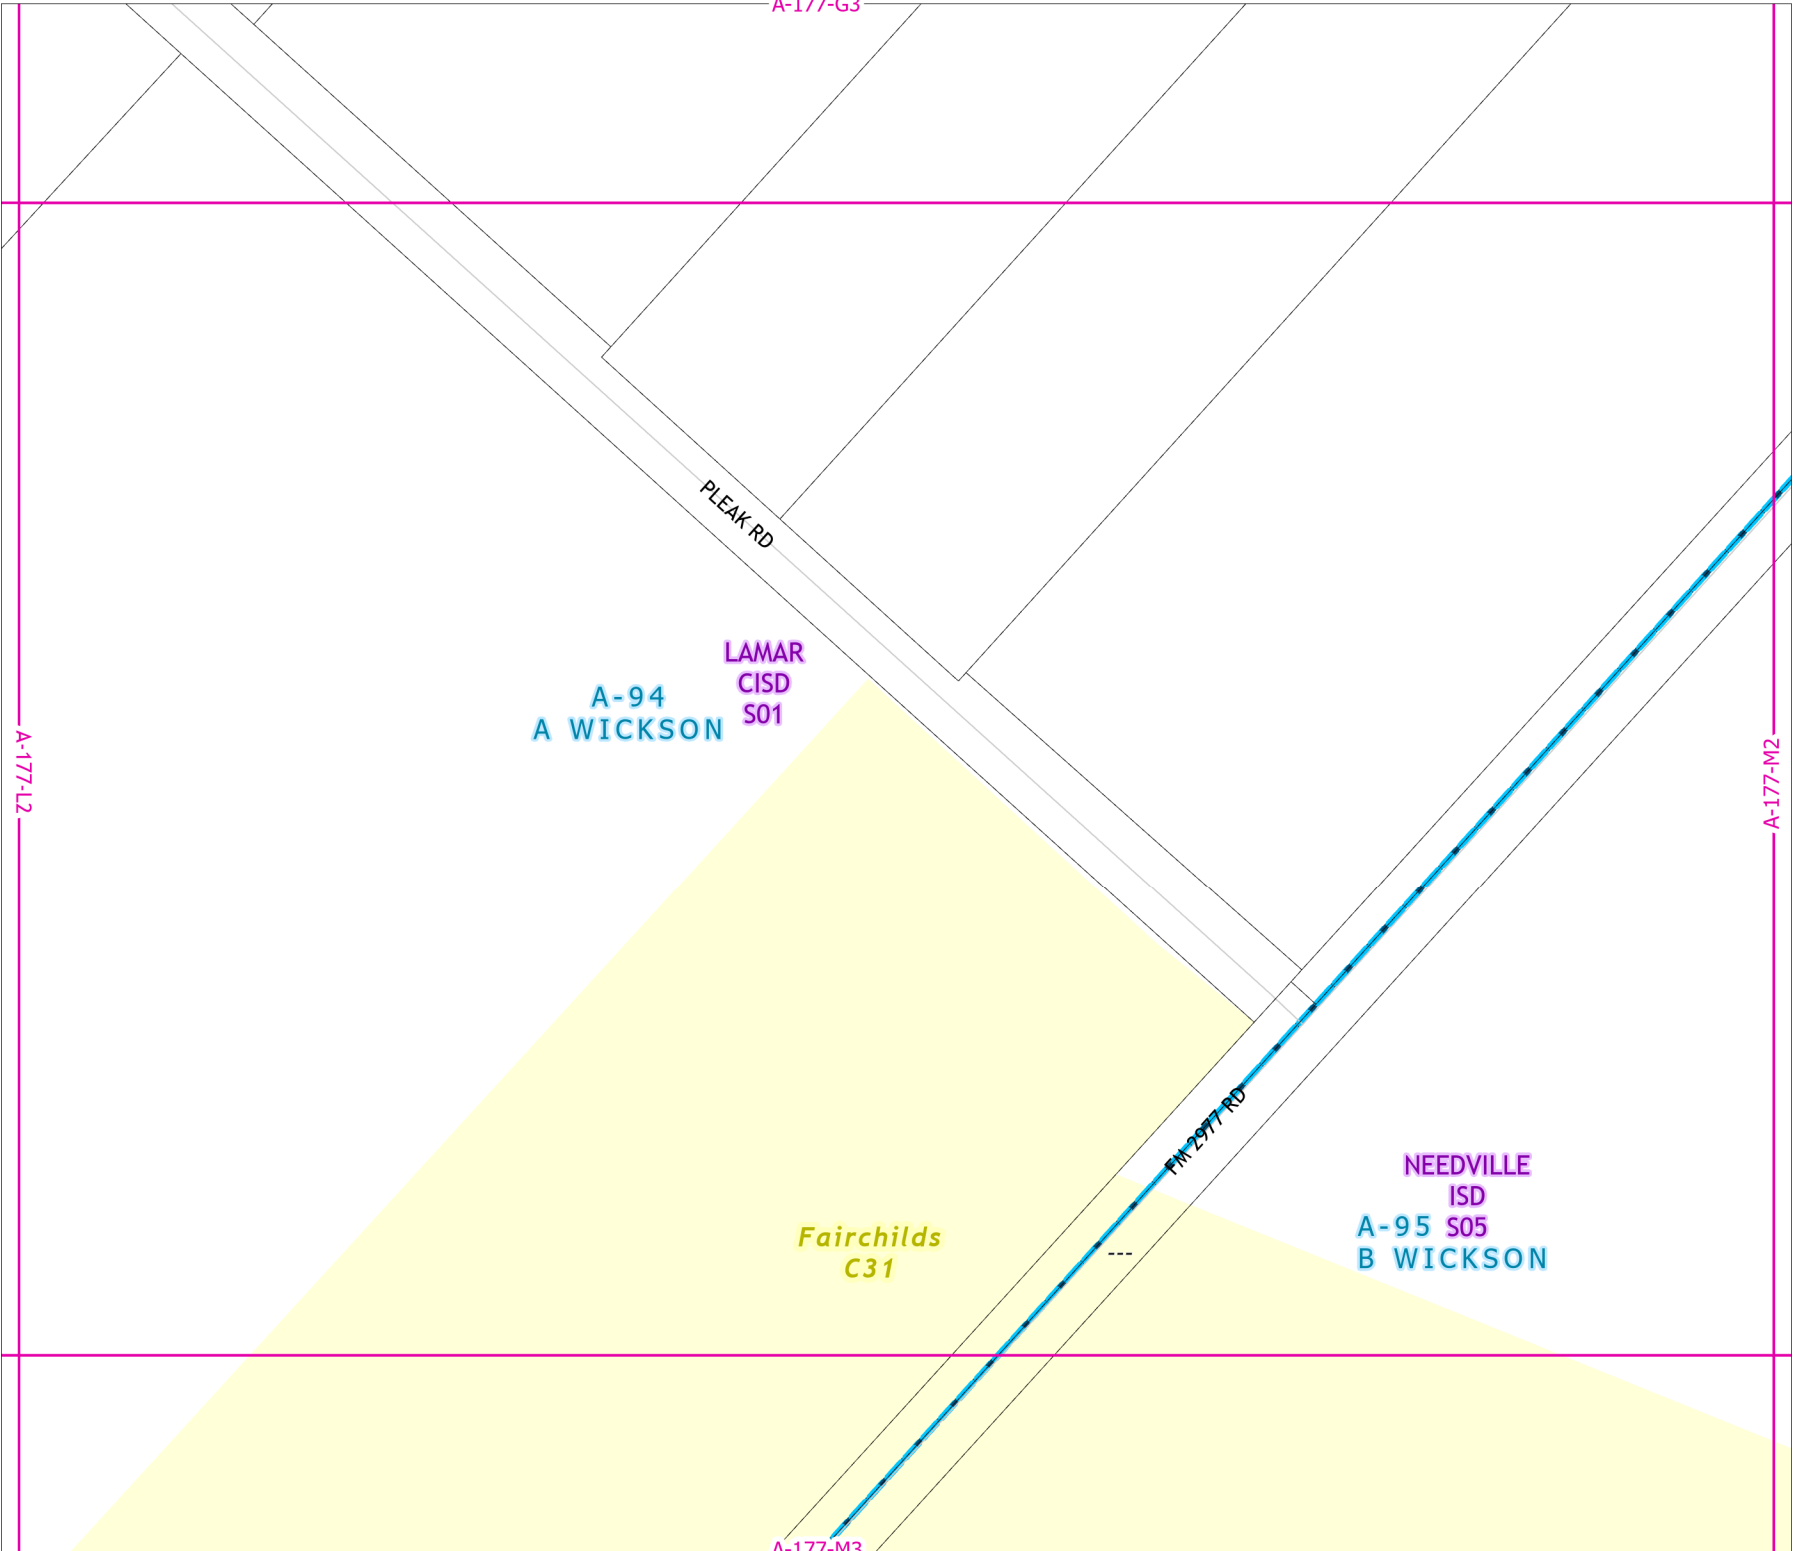 A-177-G3
PLEAK RD
LAMAR
CISD
S01
A-94
A WICKSON
A-177-L2
A-177-M2
FM 2977 RD
NEEDVILLE
ISD
S05
A-95
B WICKSON
Fairchilds
C31
---
A-177-M3